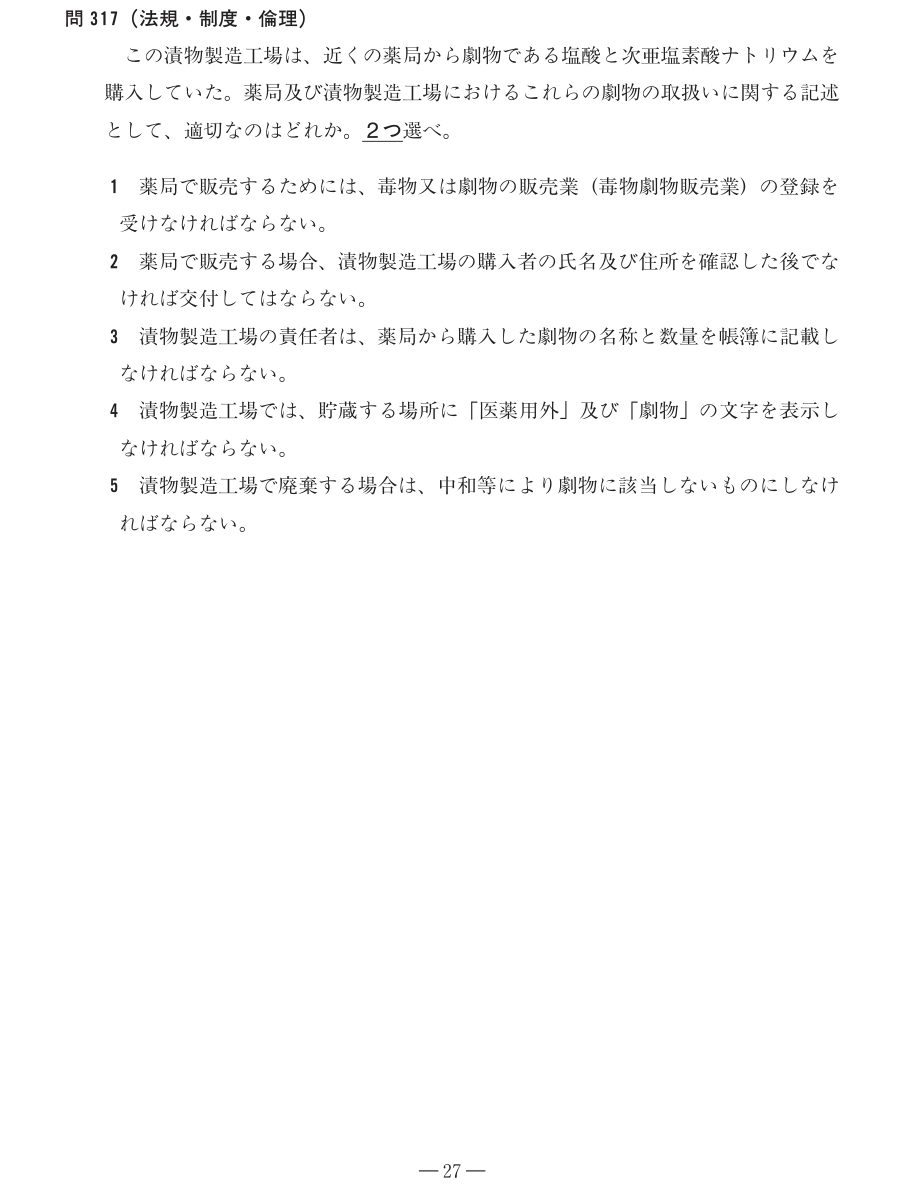 問 317（法規・制度・倫理）
この漬物製造工場は、近くの薬局から劇物である塩酸と次亜塩素酸ナトリウムを
購入していた。薬局及び漬物製造工場におけるこれらの劇物の取扱いに関する記述
として、適切なのはどれか。２つ選べ。
1　薬局で販売するためには、毒物又は劇物の販売業（毒物劇物販売業）の登録を
受けなければならない。
2　薬局で販売する場合、漬物製造工場の購入者の氏名及び住所を確認した後でな
ければ交付してはならない。
3　漬物製造工場の責任者は、薬局から購入した劇物の名称と数量を帳簿に記載し
なければならない。
4　漬物製造工場では、貯蔵する場所に「医薬用外」及び「劇物」の文字を表示し
なければならない。
5　漬物製造工場で廃棄する場合は、中和等により劇物に該当しないものにしなけ
ればならない。
― 27 ―